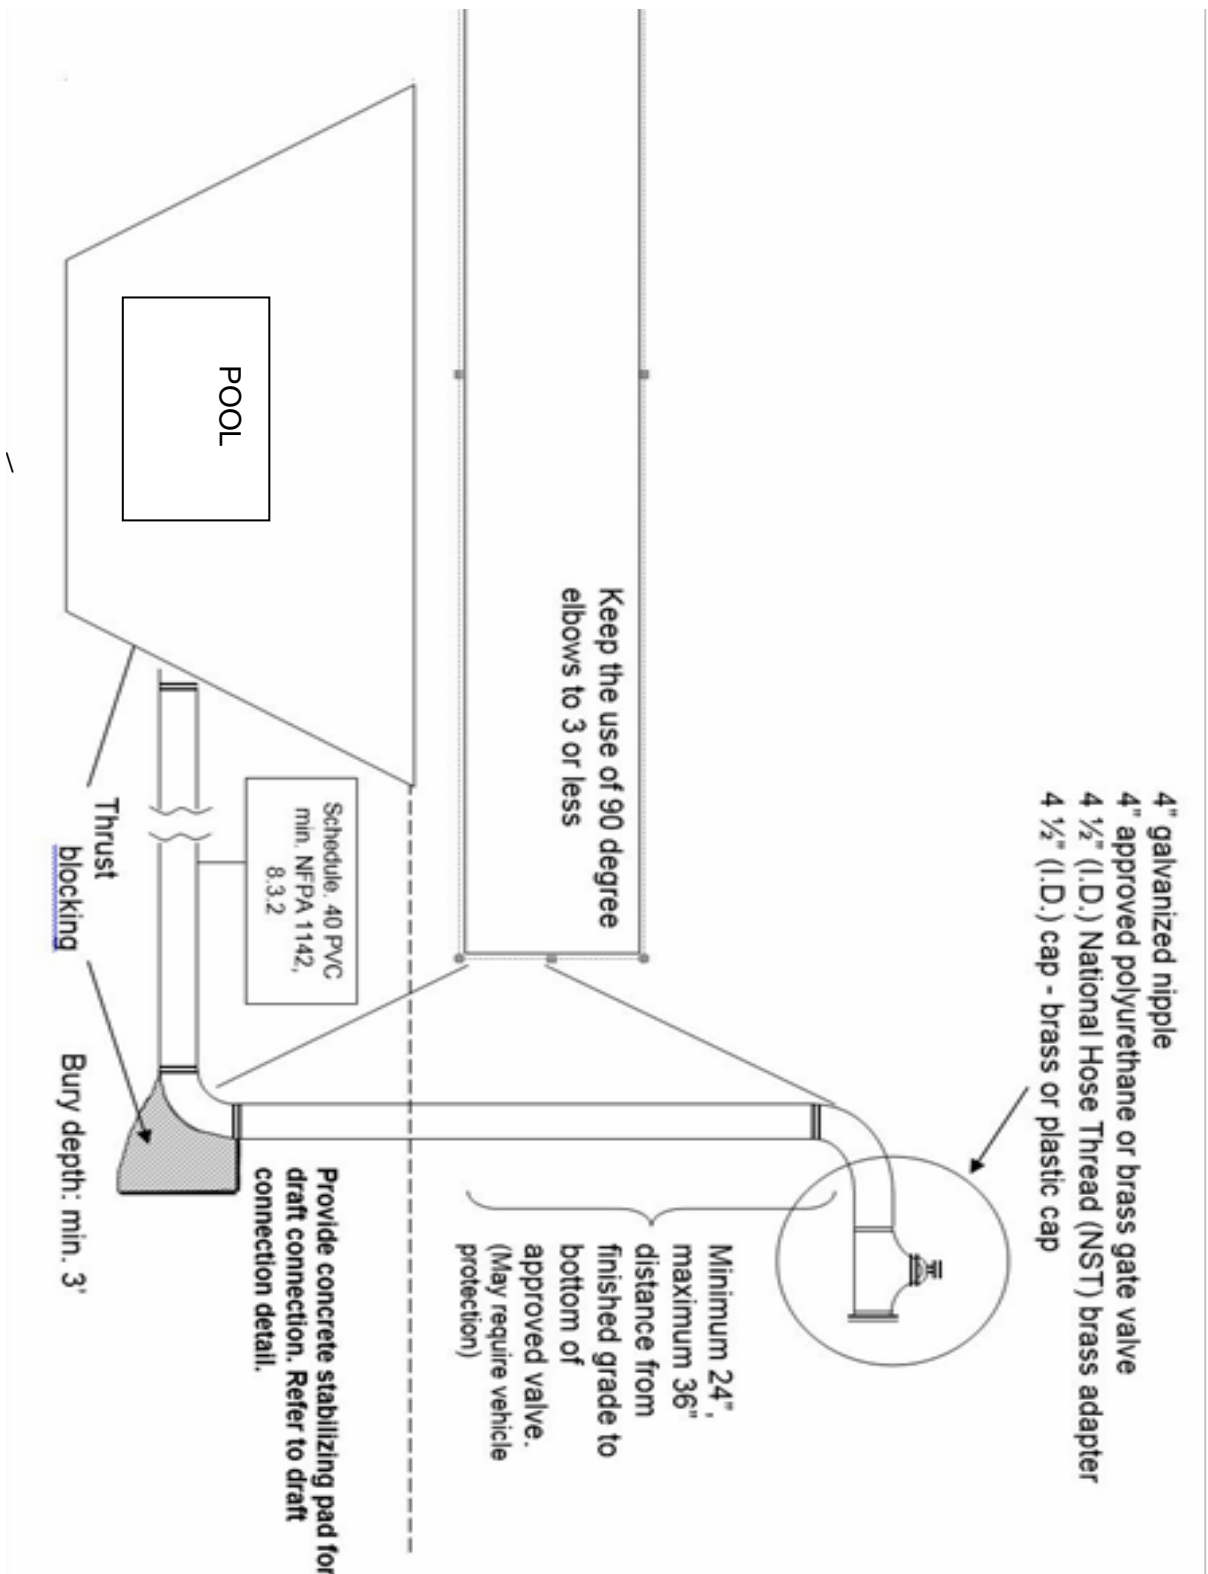 4" galvanized nipple
4" approved polyurethane or brass gate valve
4 ½" (I.D.) National Hose Thread (NST) brass adapter
4 ½" (I.D.) cap - brass or plastic cap
Keep the use of 90 degree
elbows to 3 or less
Minimum 24",
maximum 36"
distance from
finished grade to
bottom of
approved valve.
(May require vehicle
protection)
POOL
Schedule. 40 PVC
min. NFPA 1142,
8.3.2
Provide concrete stabilizing pad for
draft connection. Refer to draft
connection detail.
Thrust
blocking
Bury depth: min. 3'